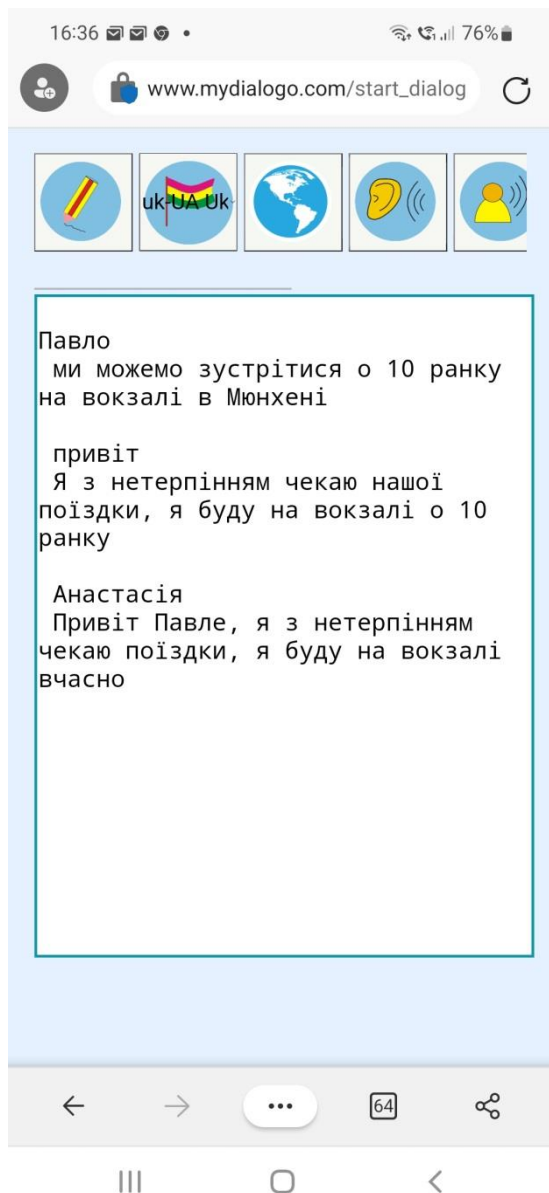 16:36
76%
www.mydialogo.com/start_dialog
uk-UA Uk-
Павло
ми можемо зустрітися о 10 ранку
на вокзалі в Мюнхені
привіт
Я з нетерпінням чекаю нашої
поїздки, я буду на вокзалі о 10
ранку
Анастасія
Привіт Павле, я з нетерпінням
чекаю поїздки, я буду на вокзалі
вчасно
64